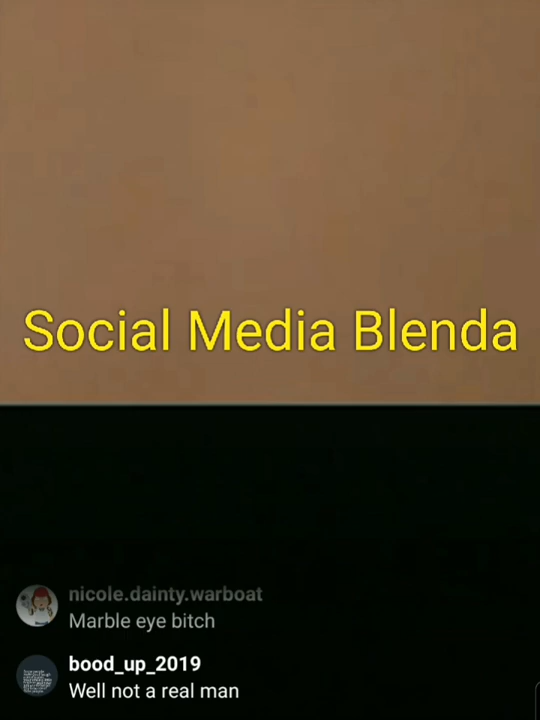 Social Media Blenda
nicole.dainty.warboat
Marble eye bitch
bood_up_2019
Well not a real man